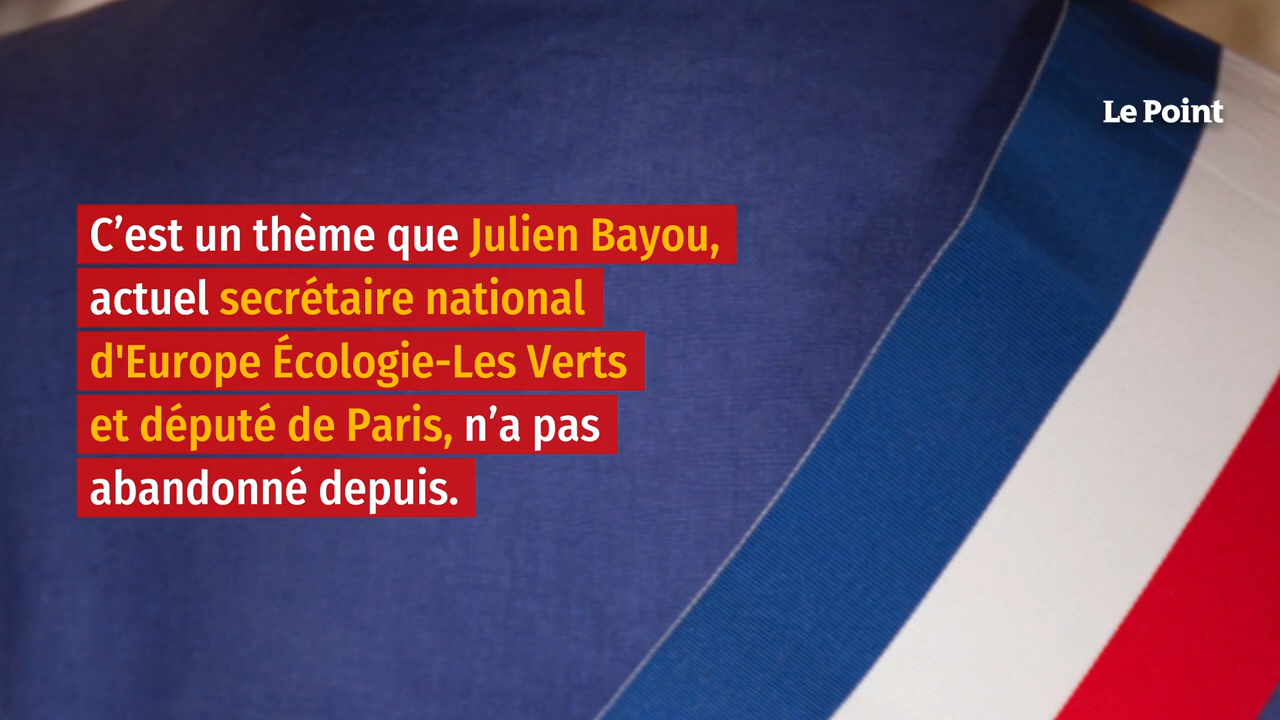 Le Point
C’est un thème que Julien Bayou,
actuel secrétaire national
d'Europe Écologie-Les Verts
et député de Paris, n’a pas
abandonné depuis.